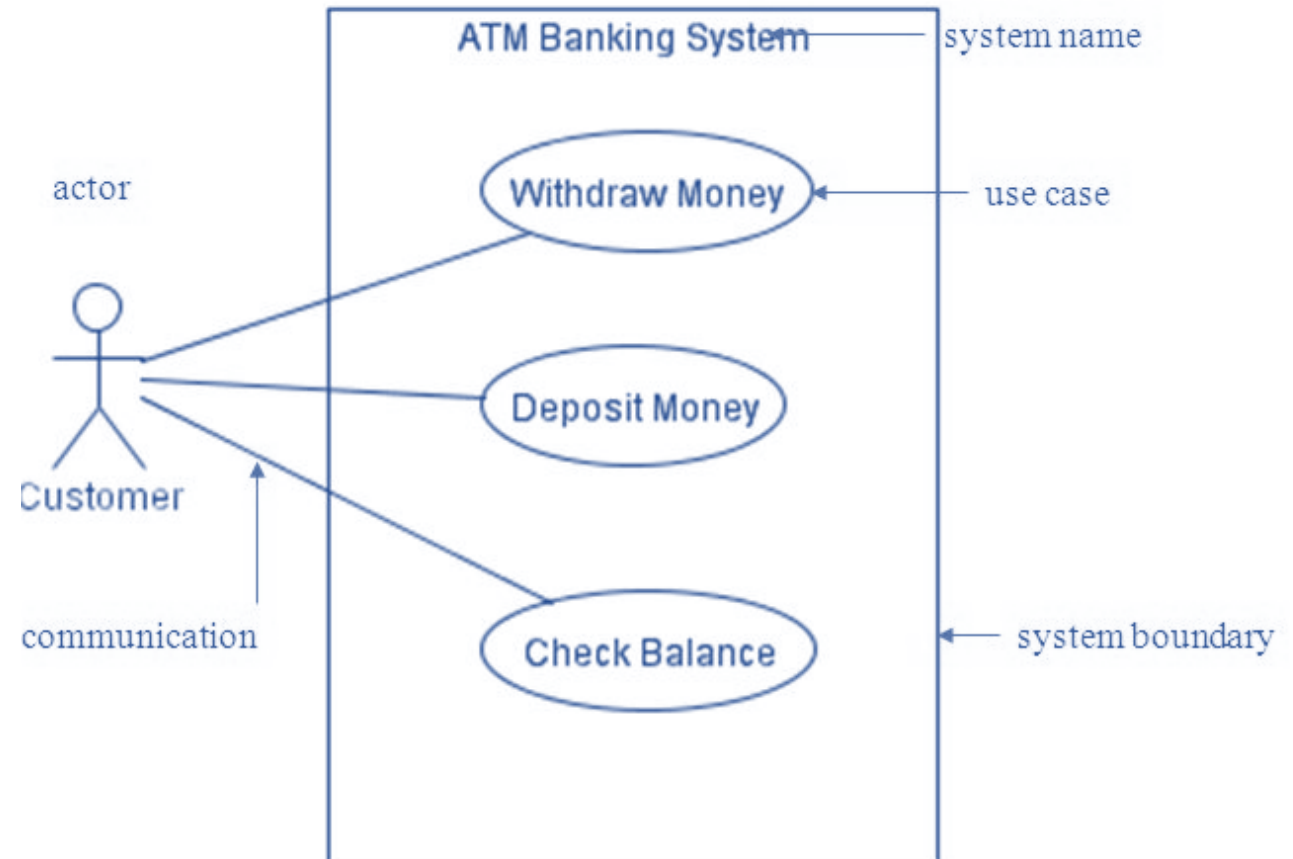 ATM Banking System
system name
actor
Withdraw Money
use case
Deposit Money
Customer
communication
Check Balance
system boundary